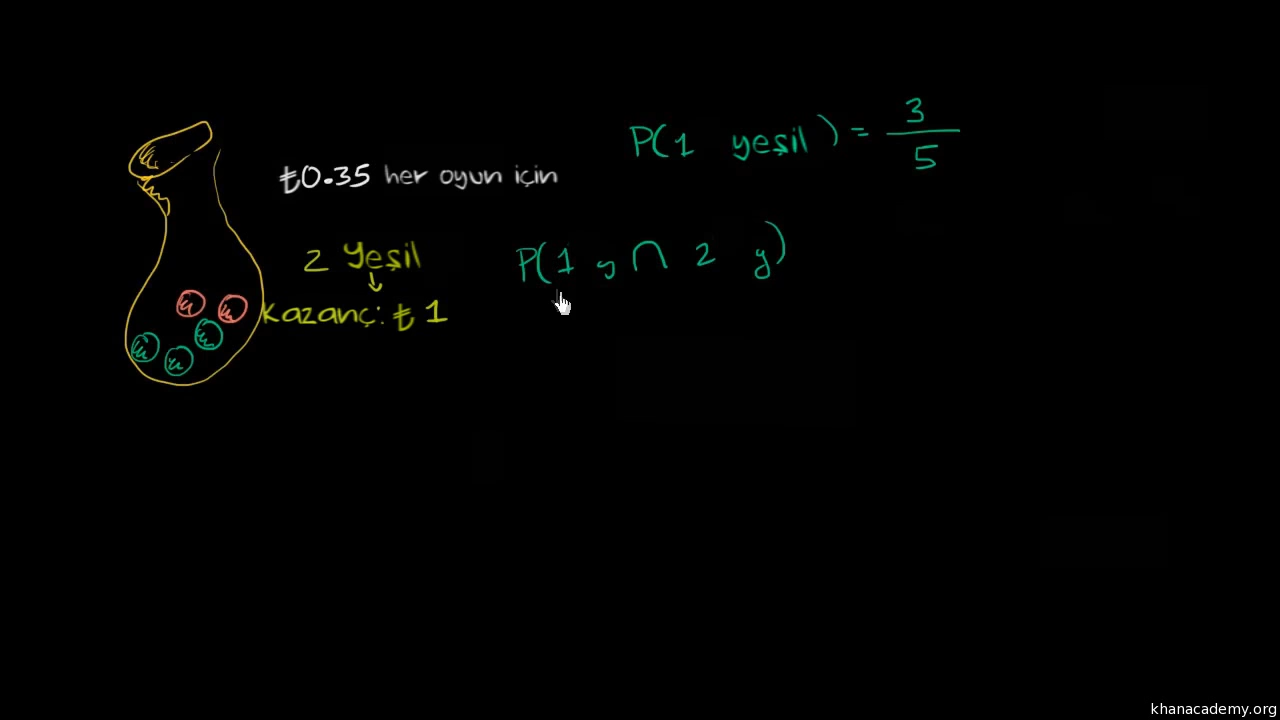 P(1 yeşil) = 3/5
₺0.35 her oyun için
2 Yeşil
P(1 y ∩ 2 y)
↓
Kazanç: ₺ 1
khanacademy.org